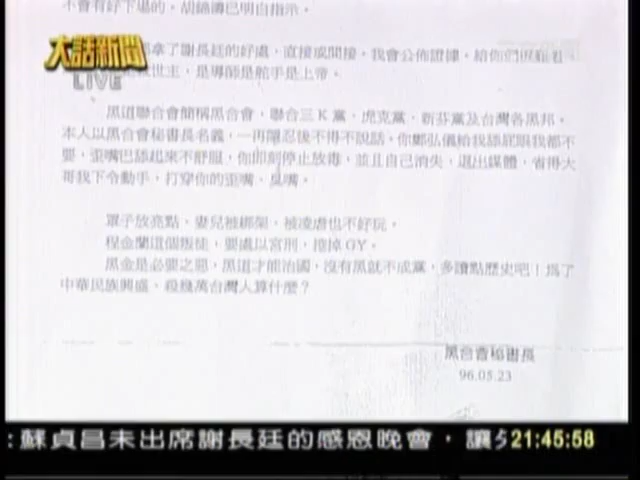 不會有好下場的。胡錦濤已明白指示。
大話新聞
LIVE
拿了謝長廷的好處，直接或間接，我會公佈證據。給你們
世主，是導師是舵手是上帝。
黑道聯合會簡稱黑合會，聯合三K黨，虎克黨，新芬黨及台灣各黑邦。
本人以黑合會秘書長名義，一再隱忍後不得不說話，你鄭弘儀給我舔屁眼我都不
要，歪嘴巴舔起來不舒服，你即刻停止放砲，並且自己消失，退出媒體，省得大
哥我下令動手，打穿你的歪嘴、臭嘴。
眾子放亮點，妻兒被綁架，被凌虐也不好玩。
程金蘭這個叛徒，要處以宮刑，挖掉GY。
黑金是必要之惡，黑道才能治國，沒有黑就不成黨，多讀點歷史吧！為了
中華民族興盛，殺幾萬台灣人算什麼？
黑合會秘書長
96.05.23
：蘇貞昌未出席謝長廷的感恩晚會，讓
21:45:58